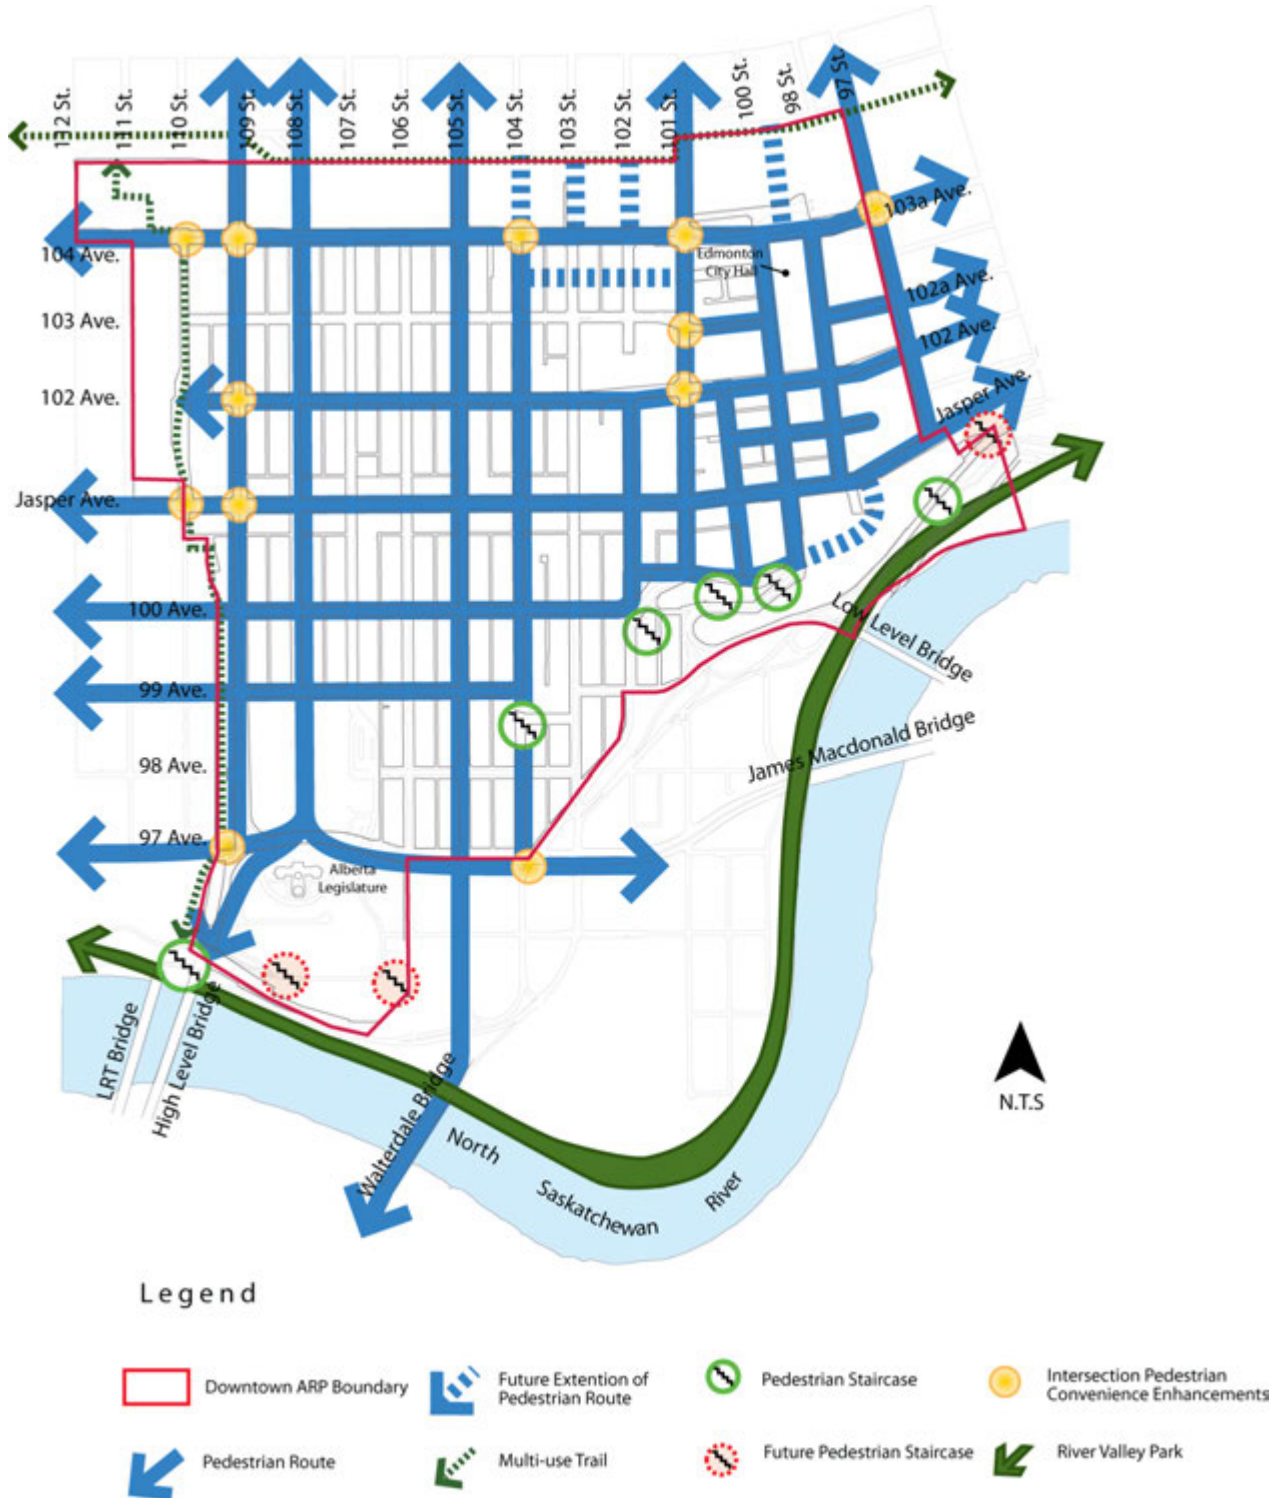 112 St.
111 St.
110 St.
109 St.
108 St.
107 St.
106 St.
105 St.
104 St.
103 St.
102 St.
101 St.
100 St.
98 St.
97 St.
103a Ave.
104 Ave.
Edmonton
City Hall
102a Ave.
103 Ave.
102 Ave.
102 Ave.
Jasper Ave.
Jasper Ave.
100 Ave.
Low Level Bridge
99 Ave.
James Macdonald Bridge
98 Ave.
97 Ave.
Alberta
Legislature
LRT Bridge
High Level Bridge
Walterdale Bridge
North
Saskatchewan
River
N.T.S
Legend
Downtown ARP Boundary
Future Extention of
Pedestrian Route
Pedestrian Staircase
Intersection Pedestrian
Convenience Enhancements
Pedestrian Route
Multi-use Trail
Future Pedestrian Staircase
River Valley Park